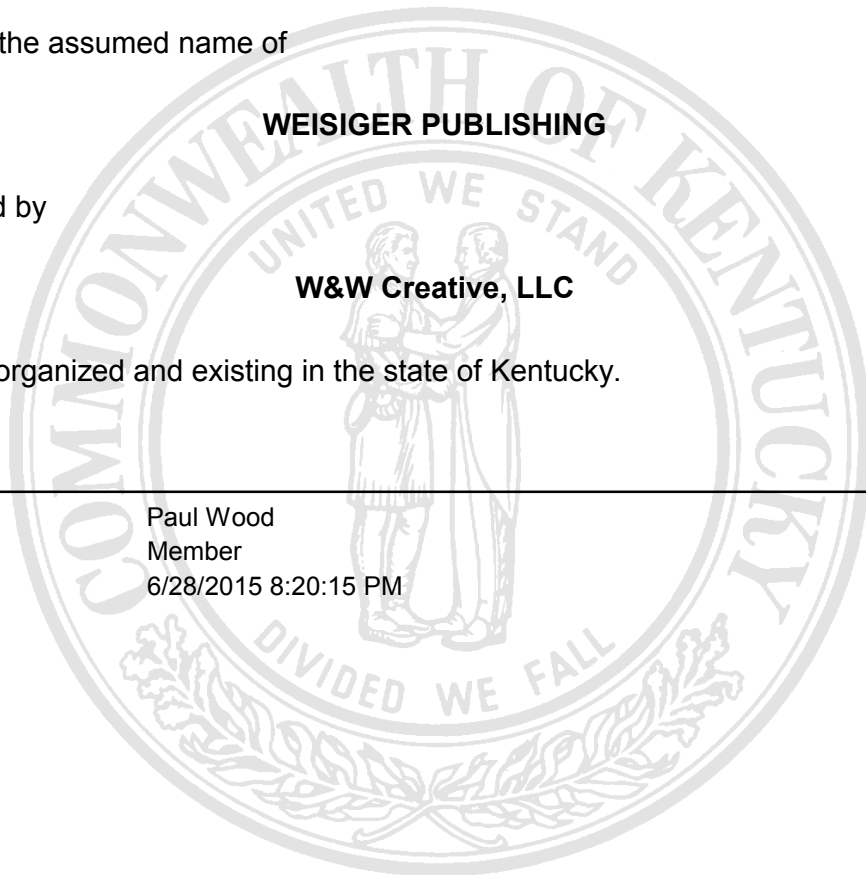 the assumed name of
WEISIGER PUBLISHING
d by
W&W Creative, LLC
organized and existing in the state of Kentucky.
Paul Wood
Member
6/28/2015 8:20:15 PM
COMMONWEALTH OF KENTUCKY
UNITED WE STAND
DIVIDED WE FALL